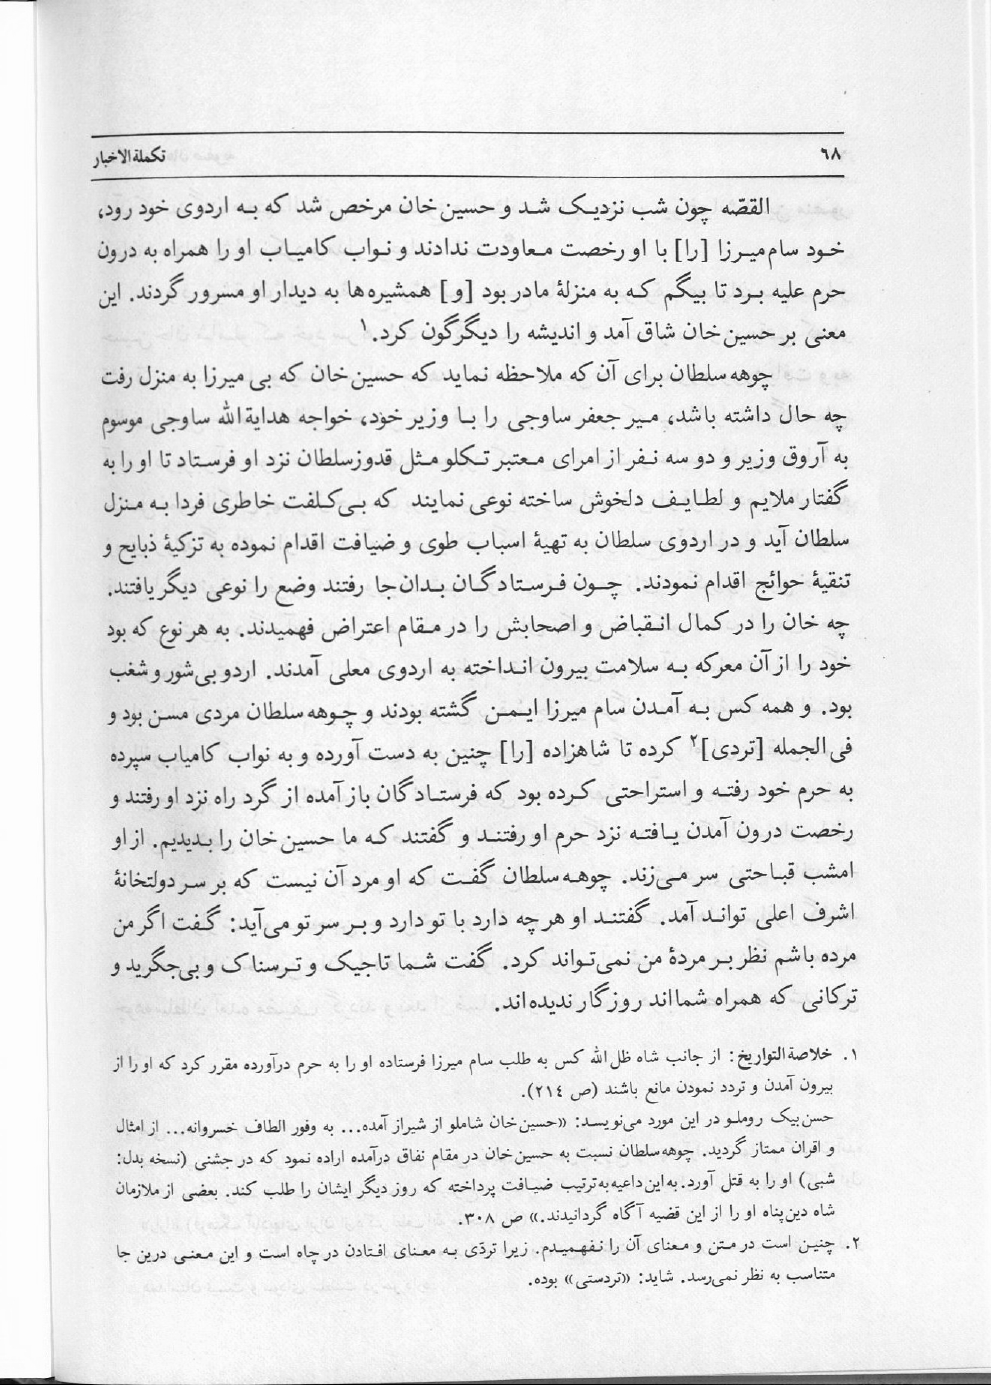 ۶۸ تکملة‌الاخبار
القصّه چون شب نزدیک شد و حسین‌خان مرخص شد که به اردوی خود رود،
خود سام‌میرزا [را] با او رخصت معاودت ندادند و نواب کامیاب او را همراه به درون
حرم علیه برد تا بیگم که به منزلهٔ مادر بود [و] همشیره‌ها به دیدار او مسرور گردند. این
معنی بر حسین‌خان شاق آمد و اندیشه را دیگرگون کرد.۱
چوهه‌سلطان برای آن که ملاحظه نماید که حسین‌خان که بی میرزا به منزل رفت
چه حال داشته باشد، میر جعفر ساوجی را با وزیر خود، خواجه هدایة‌الله ساوجی موسوم
به آروق وزیر و دو سه نفر از امرای معتبر تکلو مثل قدوزسلطان نزد او فرستاد تا او را به
گفتار ملایم و لطایف دلخوش ساخته نوعی نمایند که بی‌کلفت خاطری فردا به منزل
سلطان آید و در اردوی سلطان به تهیهٔ اسباب طوی و ضیافت اقدام نموده به تزکیهٔ ذبایح و
تنقیهٔ حوائج اقدام نمودند. چون فرستادگان بدان‌جا رفتند وضع را نوعی دیگر یافتند.
چه خان را در کمال انقباض و اصحابش را در مقام اعتراض فهمیدند. به هر نوع که بود
خود را از آن معرکه به سلامت بیرون انداخته به اردوی معلی آمدند. اردو بی‌شور و شغب
بود. و همه کس به آمدن سام میرزا ایمن گشته بودند و چوهه‌سلطان مردی مسن بود و
فی‌الجمله [تردی]۲ کرده تا شاهزاده [را] چنین به دست آورده و به نواب کامیاب سپرده
به حرم خود رفته و استراحتی کرده بود که فرستادگان باز آمده از گرد راه نزد او رفتند و
رخصت درون آمدن یافته نزد حرم او رفتند و گفتند که ما حسین‌خان را بدیدیم. از او
امشب قباحتی سر می‌زند. چوهه‌سلطان گفت که او مرد آن نیست که بر سر دولتخانهٔ
اشرف اعلی تواند آمد. گفتند او هر چه دارد با تو دارد و بر سر تو می‌آید: گفت اگر من
مرده باشم نظر بر مردهٔ من نمی‌تواند کرد. گفت شما تاجیک و ترسناک و بی‌جگرید و
ترکانی که همراه شما‌اند روزگار ندیده‌اند.
۱. خلاصة‌التواریخ: از جانب شاه ظل‌الله کس به طلب سام میرزا فرستاده او را به حرم درآورده مقرر کرد که او را از
بیرون آمدن و تردد نمودن مانع باشند (ص ۲۱۴).
حسن‌بیک روملو در این مورد می‌نویسد: «حسین‌خان شاملو از شیراز آمده... به وفور الطاف خسروانه... از امثال
و اقران ممتاز گردید. چوهه‌سلطان نسبت به حسین‌خان در مقام نفاق درآمده اراده نمود که در جشنی (نسخه بدل:
شبی) او را به قتل آورد. به این داعیه به ترتیب ضیافت پرداخته که روز دیگر ایشان را طلب کند. بعضی از ملازمان
شاه دین‌پناه او را از این قضیه آگاه گردانیدند.» ص ۳۰۸.
۲. چنین است در متن و معنای آن را نفهمیدم. زیرا تردّی به معنای افتادن در چاه است و این معنی درین جا
متناسب به نظر نمی‌رسد. شاید: «تردستی» بوده.